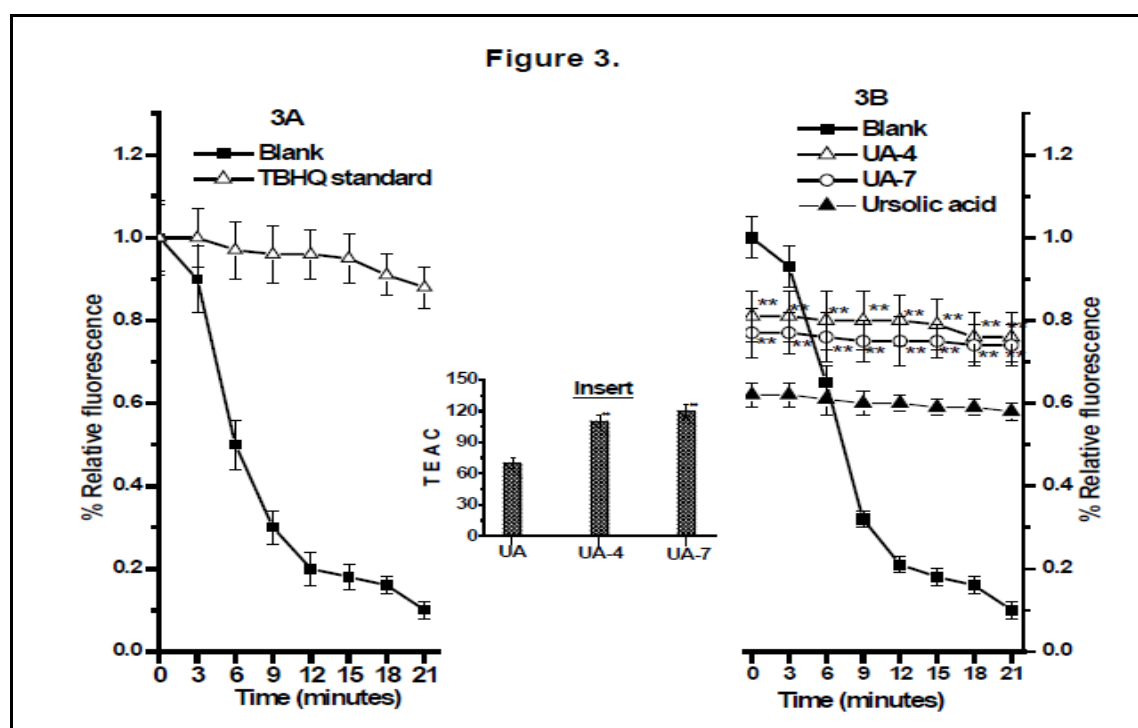 Figure 3.
3A
Blank
TBHQ standard
% Relative fluorescence
1.2
1.0
0.8
0.6
0.4
0.2
0.0
0 3 6 9 12 15 18 21
Time (minutes)
Insert
TEAC
150
120
90
60
30
0
** **
UA UA-4 UA-7
3B
Blank
UA-4
UA-7
Ursolic acid
** ** ** ** ** ** ** **
** ** ** ** ** ** ** **
1.2
1.0
0.8
0.6
0.4
0.2
0.0
% Relative fluorescence
0 3 6 9 12 15 18 21
Time (minutes)